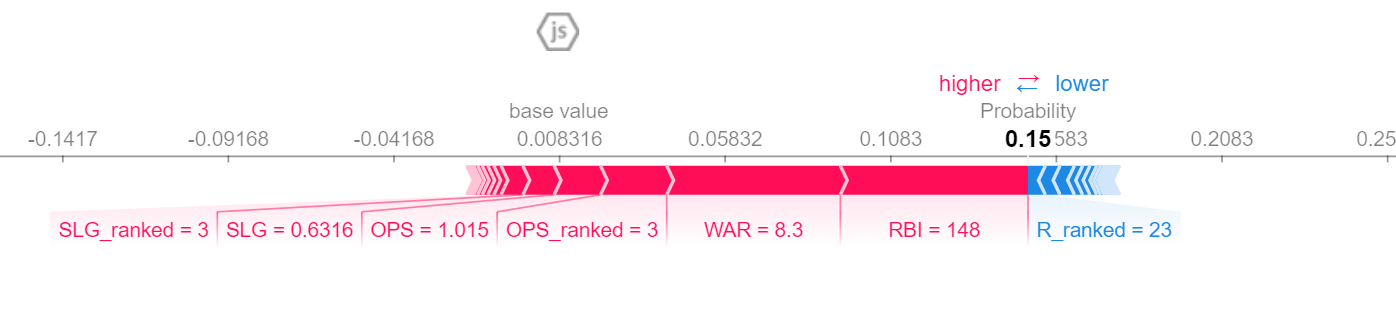 js
higher lower
base value Probability
-0.1417 -0.09168 -0.04168 0.008316 0.05832 0.1083 0.15 583 0.2083 0.25
SLG_ranked = 3 SLG = 0.6316 OPS = 1.015 OPS_ranked = 3 WAR = 8.3 RBI = 148 R_ranked = 23